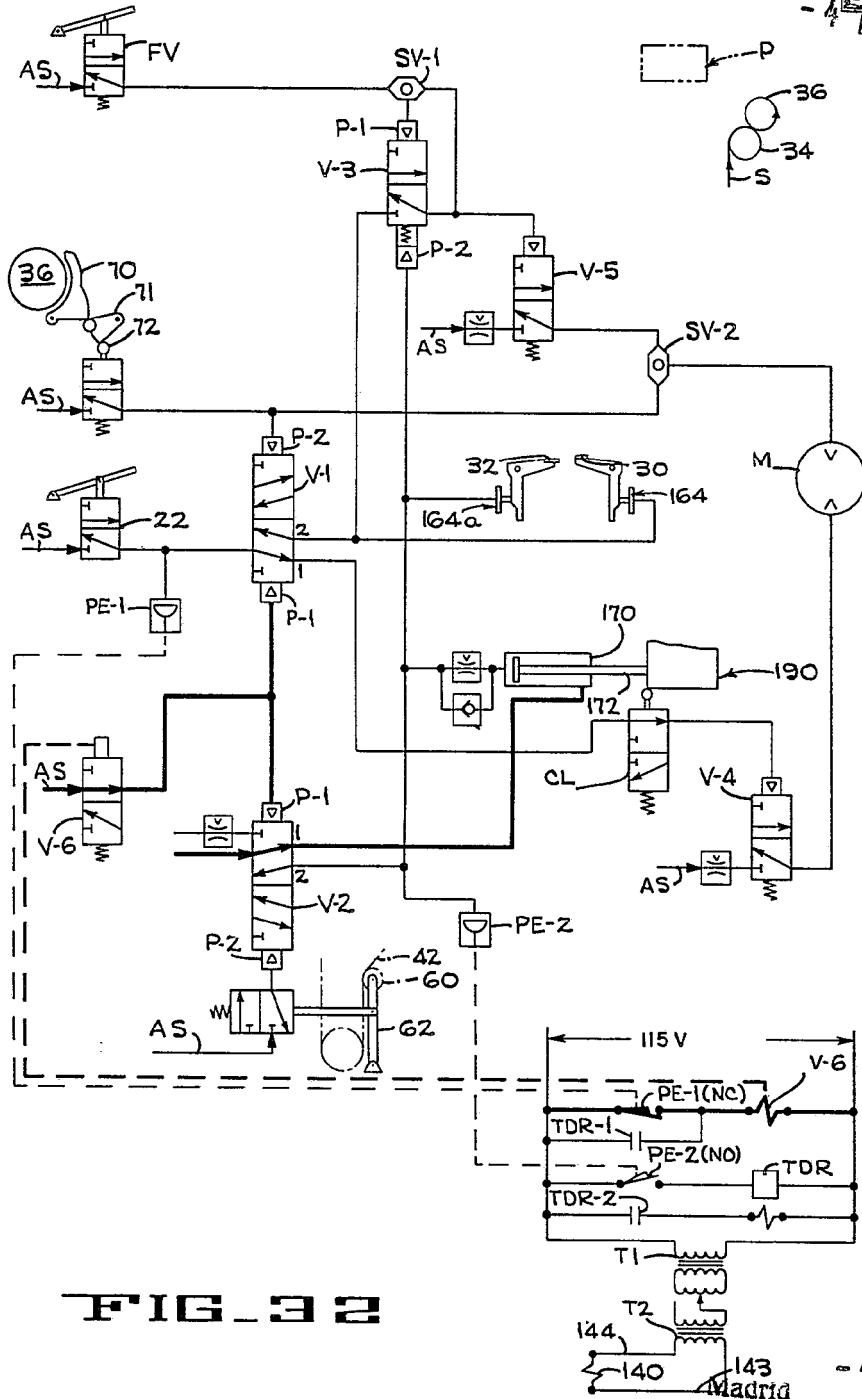 FV
AS
SV-1
P
36
34
S
P-1
V-3
P-2
V-5
AS
SV-2
36
70
71
72
AS
P-2
V-1
M
32
30
164a
164
22
AS
2
1
PE-1
P-1
170
172
190
CL
V-4
AS
AS
V-6
P-1
1
2
V-2
P-2
PE-2
42
60
62
AS
115 V
V-6
PE-1(NC)
TDR-1
PE-2(NO)
TDR
TDR-2
T1
T2
144
140
143
Madrid
FIG_32